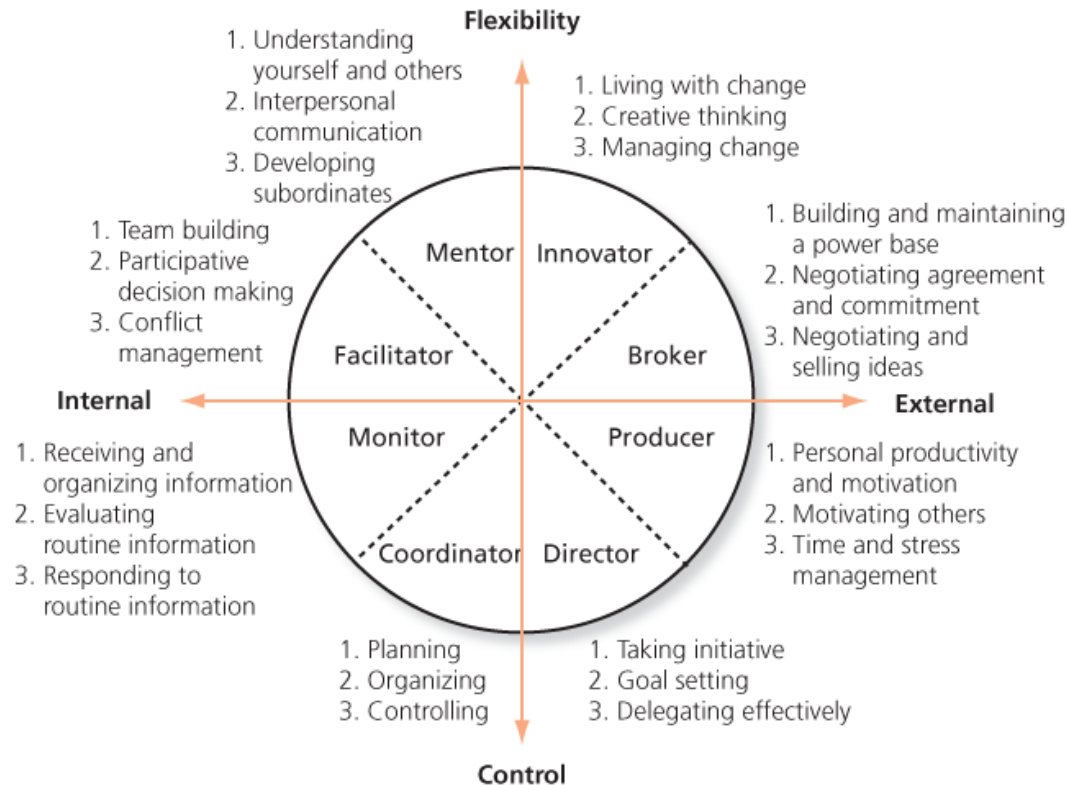 Flexibility
1. Understanding
yourself and others
2. Interpersonal
communication
3. Developing
subordinates
1. Living with change
2. Creative thinking
3. Managing change
1. Team building
2. Participative
decision making
3. Conflict
management
Mentor
Innovator
1. Building and maintaining
a power base
2. Negotiating agreement
and commitment
3. Negotiating and
selling ideas
Facilitator
Broker
Internal
External
Monitor
Producer
1. Receiving and
organizing information
2. Evaluating
routine information
3. Responding to
routine information
1. Personal productivity
and motivation
2. Motivating others
3. Time and stress
management
Coordinator
Director
1. Planning
2. Organizing
3. Controlling
1. Taking initiative
2. Goal setting
3. Delegating effectively
Control